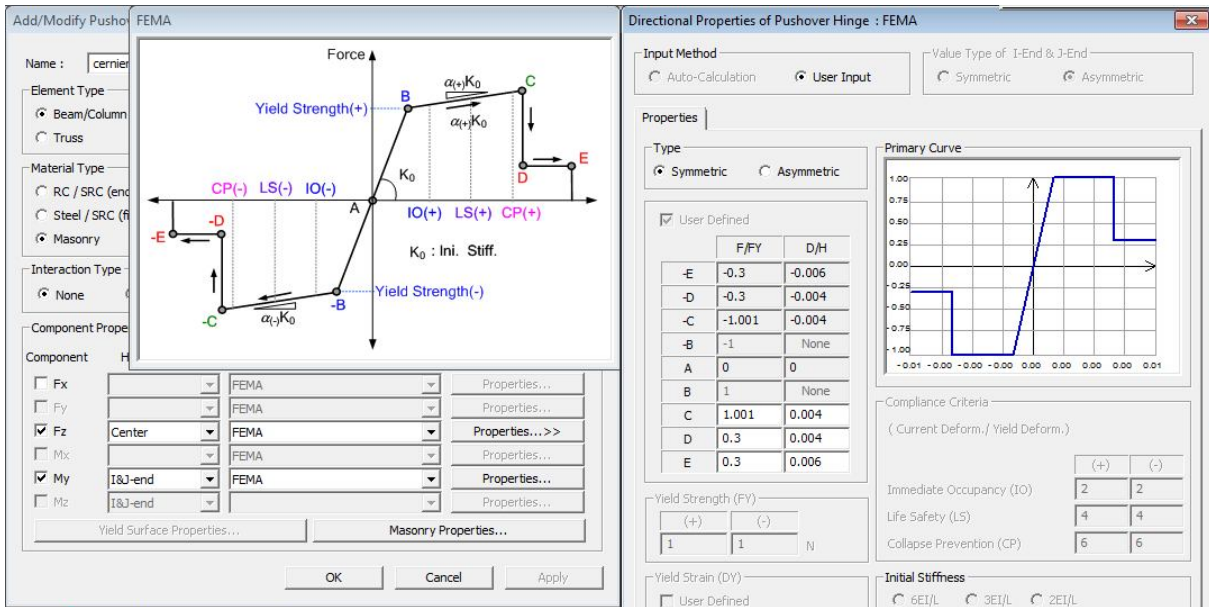 Add/Modify Pusho
Name : cernier
Element Type
Beam/Column
Truss
Material Type
RC / SRC (enc
Steel / SRC (fi
Masonry
Interaction Type
None
Component Prope
Component H
Fx FEMA Properties...
Fy FEMA Properties...
Fz Center FEMA Properties...>>
Mx FEMA Properties...
My I&J-end FEMA Properties...
Mz I&J-end Properties...
Yield Surface Properties... Masonry Properties...
OK Cancel Apply
FEMA
Force
α(+)K0
C
B
Yield Strength(+)
α(+)K0
D E
K0
CP(-) LS(-) IO(-)
A
IO(+) LS(+) CP(+)
-E -D
K0 : Ini. Stiff.
-B Yield Strength(-)
-C α(-)K0
Directional Properties of Pushover Hinge : FEMA
Input Method
Auto-Calculation User Input
Value Type of I-End & J-End
Symmetric Asymmetric
Properties
Type
Symmetric Asymmetric
User Defined
F/FY D/H
-E -0.3 -0.006
-D -0.3 -0.004
-C -1.001 -0.004
-B -1 None
A 0 0
B 1 None
C 1.001 0.004
D 0.3 0.004
E 0.3 0.006
Yield Strength (FY)
(+) (-)
1 1 N
Yield Strain (DY)
User Defined
Primary Curve
1.00
0.75
0.50
0.25
0.00
-0.25
-0.50
-0.75
-1.00
-0.01 -0.00 -0.00 -0.00 0.00 0.00 0.00 0.00 0.01
Compliance Criteria
( Current Deform./ Yield Deform.)
(+) (-)
Immediate Occupancy (IO) 2 2
Life Safety (LS) 4 4
Collapse Prevention (CP) 6 6
Initial Stiffness
6EI/L 3EI/L 2EI/L